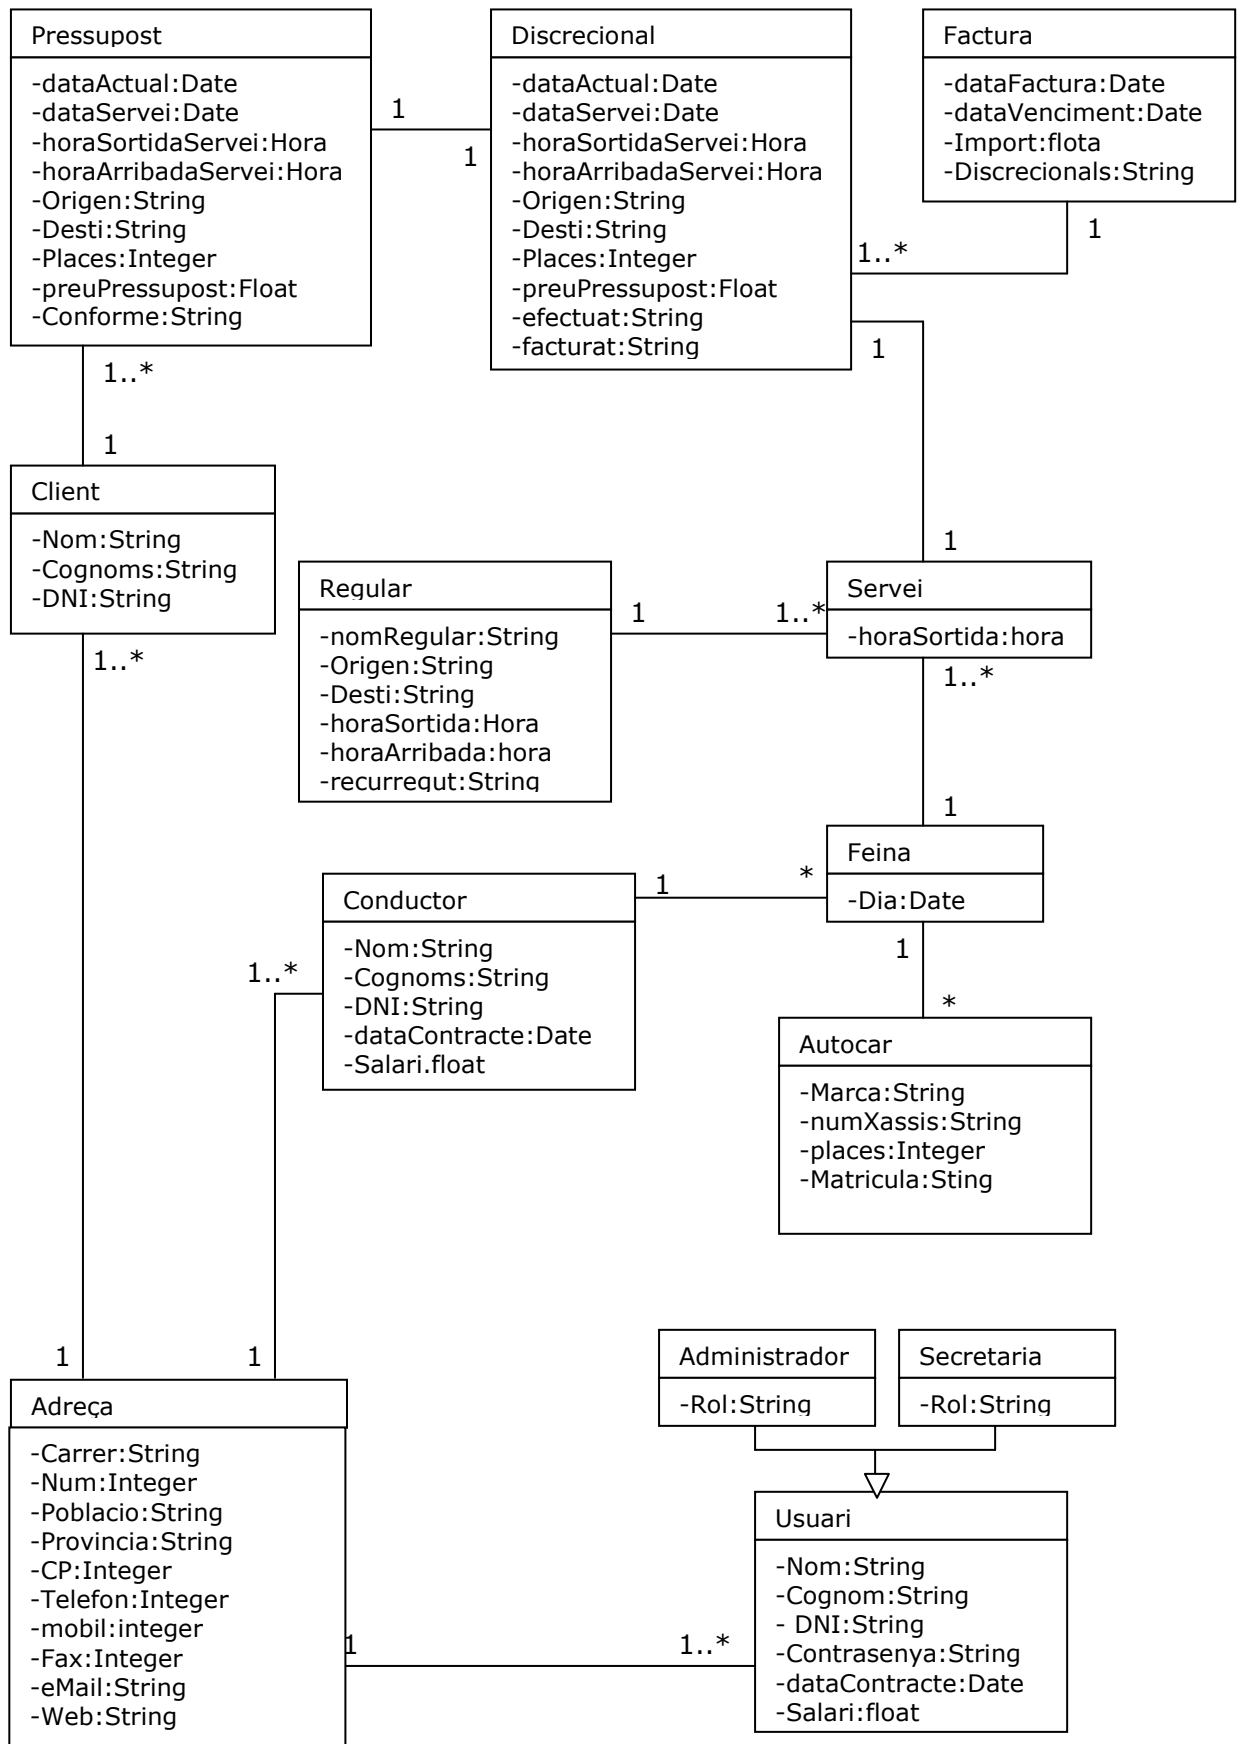 Pressupost
-dataActual:Date
-dataServei:Date
-horaSortidaServei:Hora
-horaArribadaServei:Hora
-Origen:String
-Desti:String
-Places:Integer
-preuPressupost:Float
-Conforme:String
1
1
Discrecional
-dataActual:Date
-dataServei:Date
-horaSortidaServei:Hora
-horaArribadaServei:Hora
-Origen:String
-Desti:String
-Places:Integer
-preuPressupost:Float
-efectuat:String
-facturat:String
Factura
-dataFactura:Date
-dataVenciment:Date
-Import:flota
-Discrecionals:String
1
1..*
1
1..*
1
Client
-Nom:String
-Cognoms:String
-DNI:String
1..*
Regular
-nomRegular:String
-Origen:String
-Desti:String
-horaSortida:Hora
-horaArribada:hora
-recurregut:String
1
1..*
1
Servei
-horaSortida:hora
1..*
1
Feina
-Dia:Date
1
*
1
*
Conductor
-Nom:String
-Cognoms:String
-DNI:String
-dataContracte:Date
-Salari.float
1..*
Autocar
-Marca:String
-numXassis:String
-places:Integer
-Matricula:Sting
1
1
Adreça
-Carrer:String
-Num:Integer
-Poblacio:String
-Provincia:String
-CP:Integer
-Telefon:Integer
-mobil:integer
-Fax:Integer
-eMail:String
-Web:String
1
1..*
Administrador
-Rol:String
Secretaria
-Rol:String
Usuari
-Nom:String
-Cognom:String
- DNI:String
-Contrasenya:String
-dataContracte:Date
-Salari:float